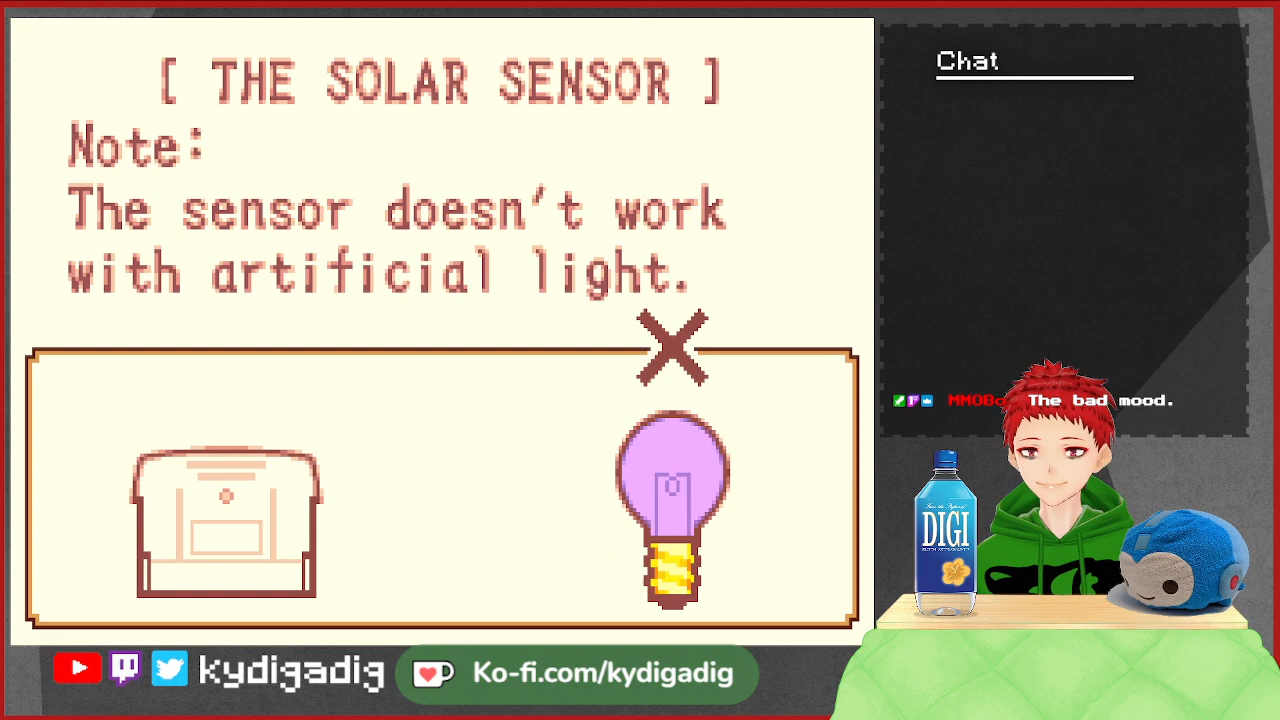 [ THE SOLAR SENSOR ]
Note:
The sensor doesn't work
with artificial light.
Chat
The bad mood.
DIGI
kydigadig
Ko-fi.com/kydigadig